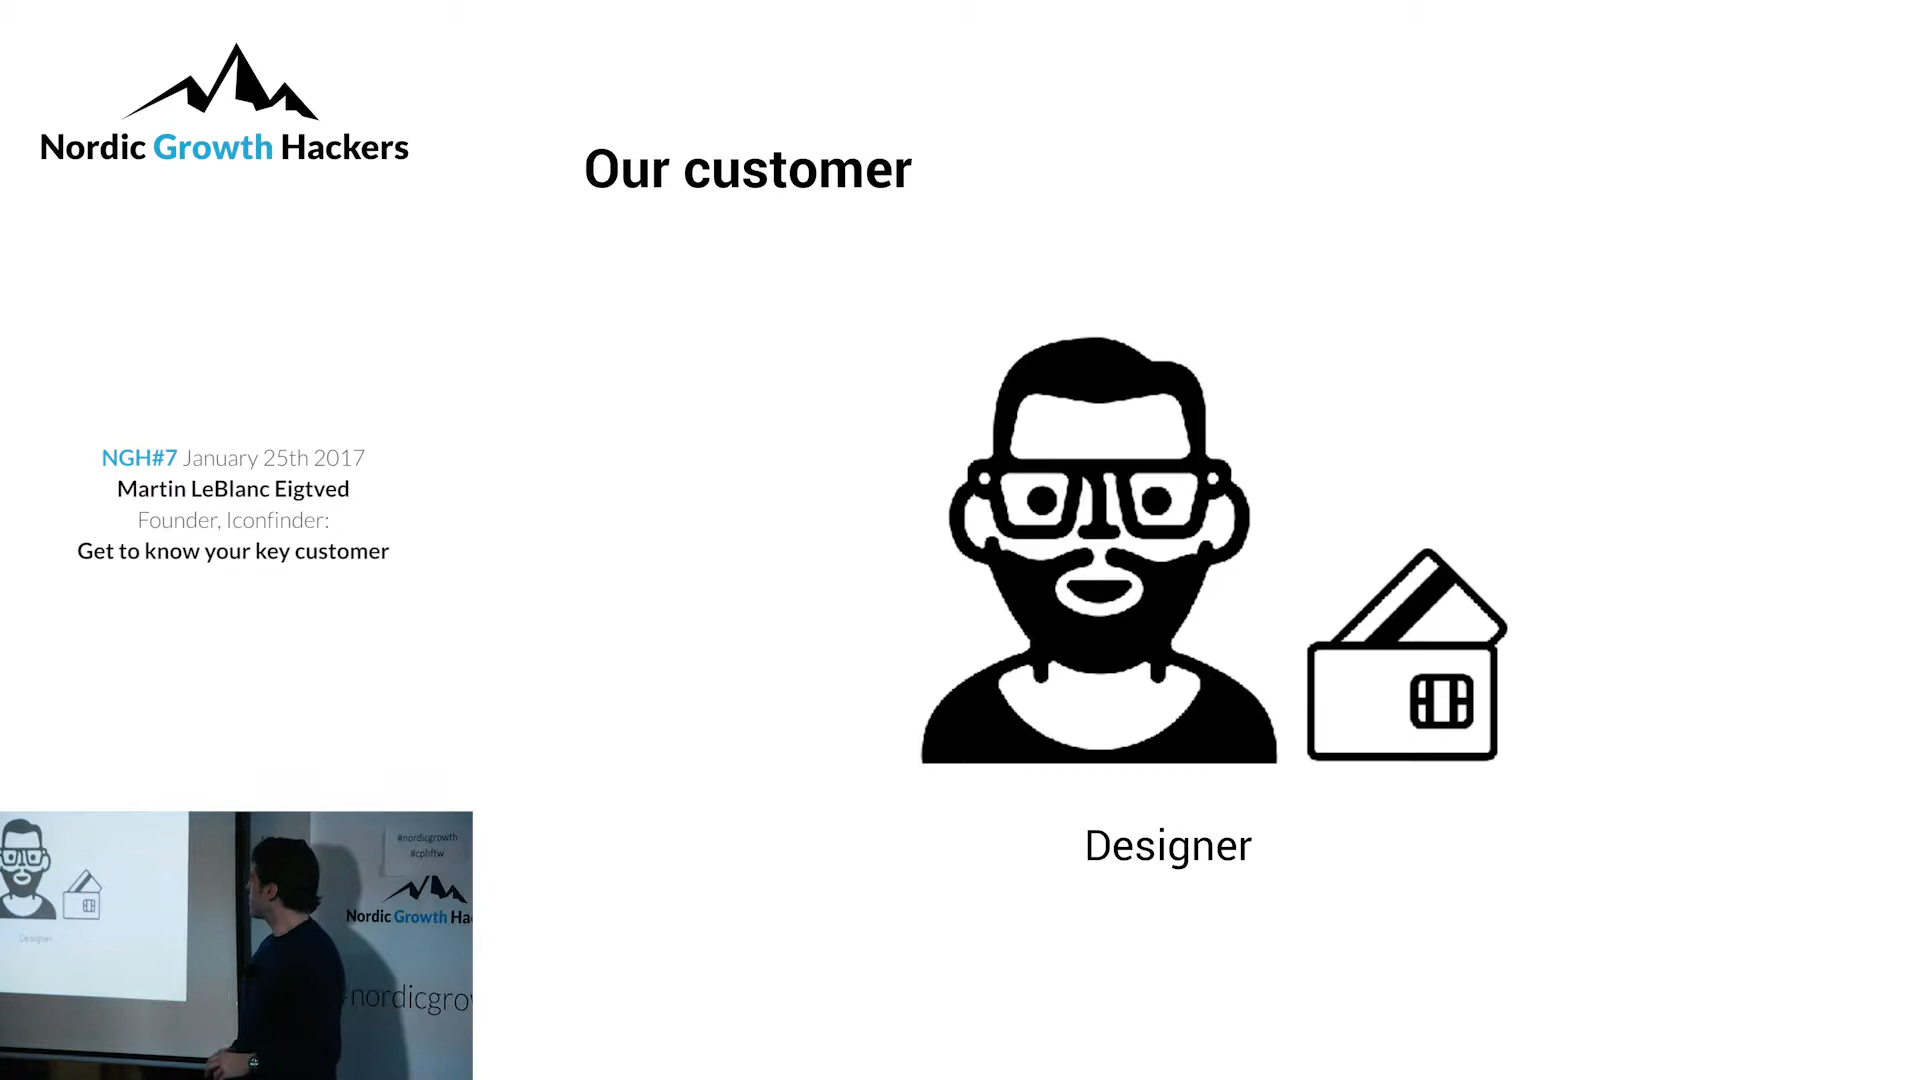 Nordic Growth Hackers
Our customer
NGH#7 January 25th 2017
Martin LeBlanc Eigtved
Founder, Iconfinder:
Get to know your key customer
Designer
#nordicgrowth
#cphftw
Nordic Growth Ha
Designer
nordicgro